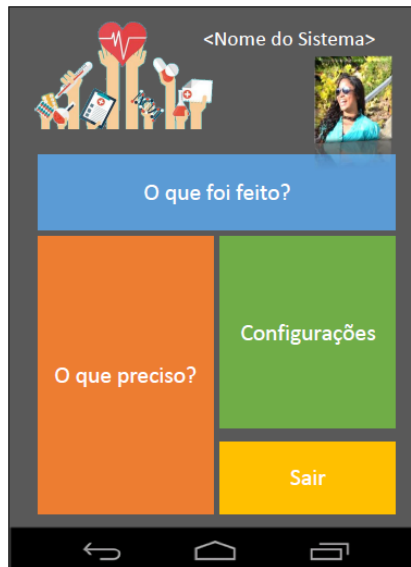 <Nome do Sistema>
O que foi feito?
O que preciso?
Configurações
Sair